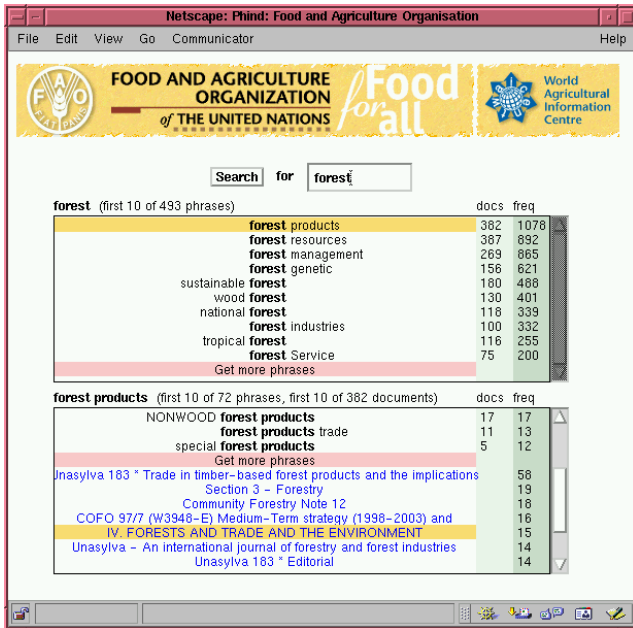 Netscape: Phind: Food and Agriculture Organisation
File Edit View Go Communicator Help
FOOD AND AGRICULTURE
ORGANIZATION
of THE UNITED NATIONS
Food
for
all
World
Agricultural
Information
Centre
F A O
FIAT PANIS
Search for forest
forest (first 10 of 493 phrases) docs freq
forest products 382 1078
forest resources 387 892
forest management 269 865
forest genetic 156 621
sustainable forest 180 488
wood forest 130 401
national forest 118 339
forest industries 100 332
tropical forest 116 255
forest Service 75 200
Get more phrases
forest products (first 10 of 72 phrases, first 10 of 382 documents) docs freq
NONWOOD forest products 17 17
forest products trade 11 13
special forest products 5 12
Get more phrases
Jnasylva 183 * Trade in timber-based forest products and the implications 58
Section 3 - Forestry 19
Community Forestry Note 12 18
COFO 97/7 (W3948-E) Medium-Term strategy (1998-2003) and 16
IV. FORESTS AND TRADE AND THE ENVIRONMENT 15
Unasylva - An international journal of forestry and forest industries 14
Unasylva 183 * Editorial 14